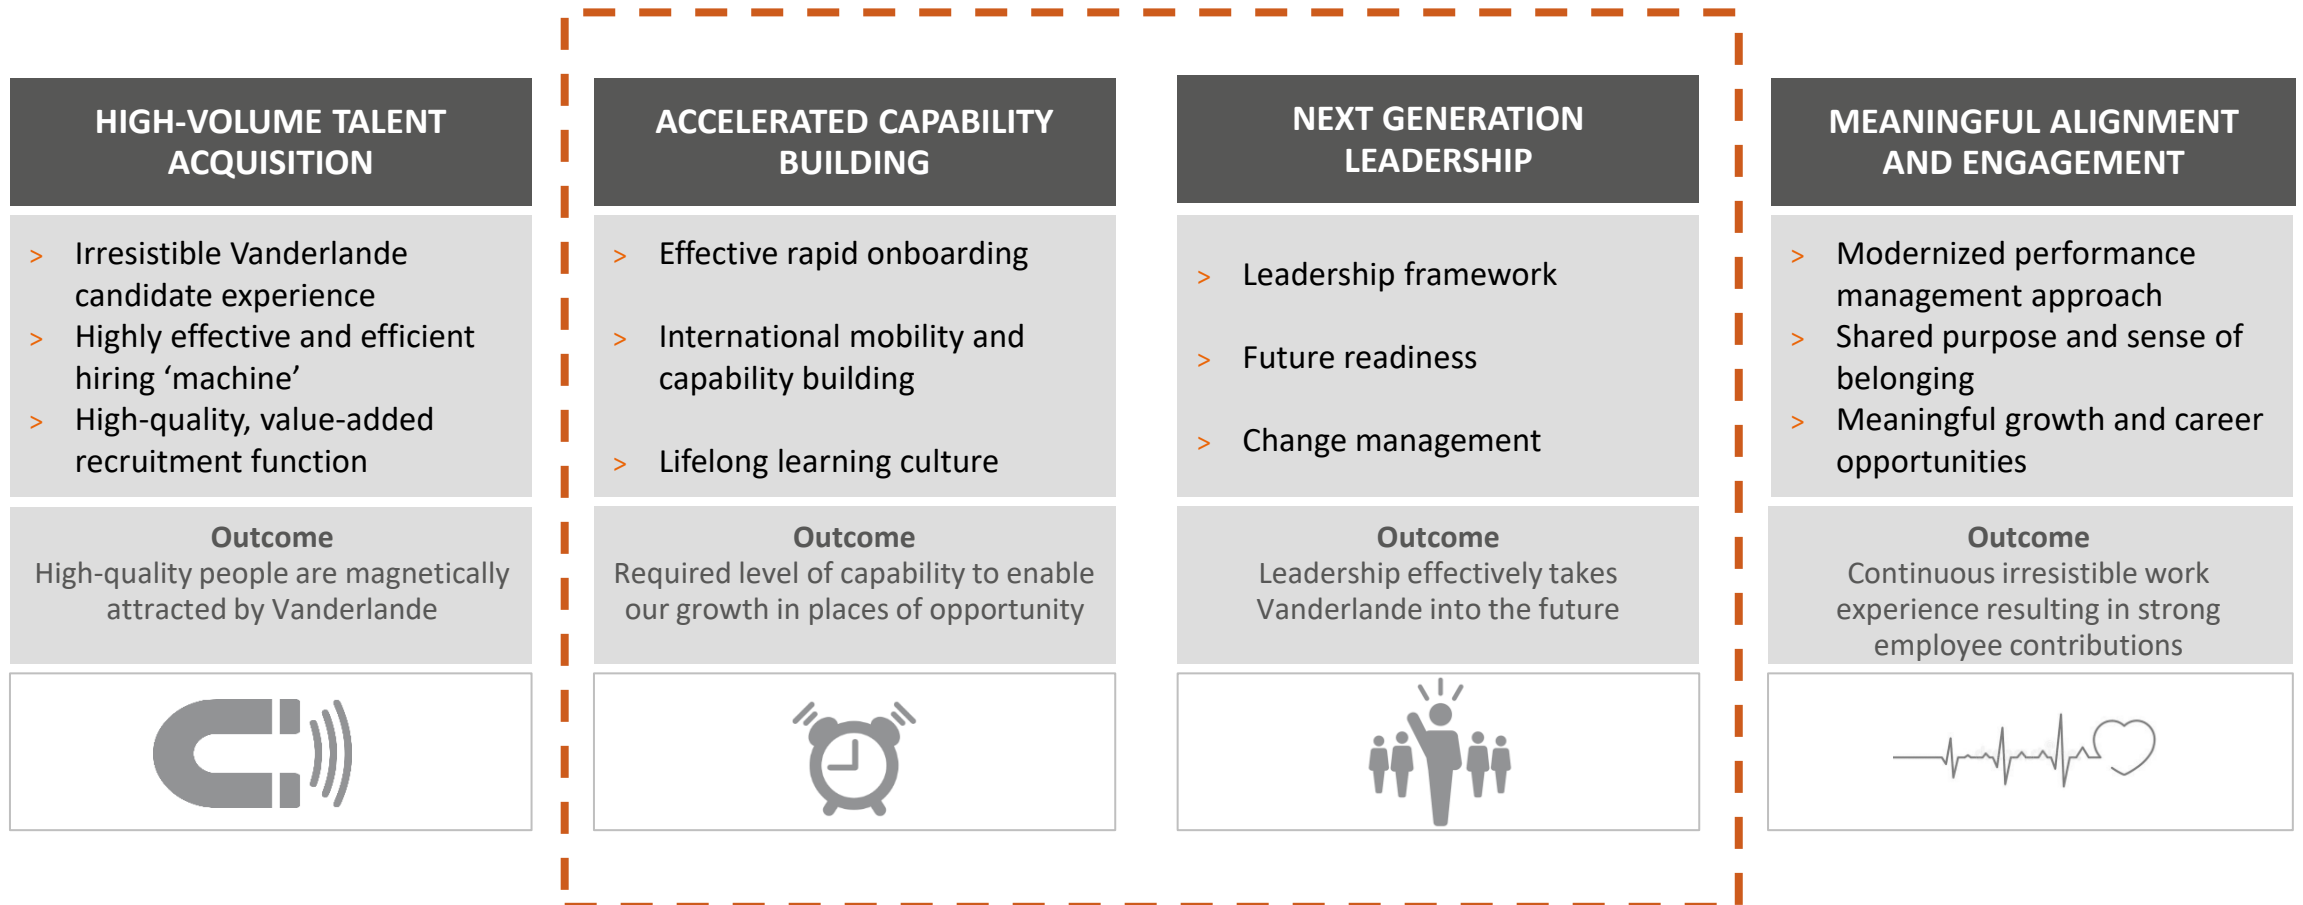 HIGH-VOLUME TALENT
ACQUISITION
> Irresistible Vanderlande
candidate experience
> Highly effective and efficient
hiring ‘machine’
> High-quality, value-added
recruitment function
Outcome
High-quality people are magnetically
attracted by Vanderlande
ACCELERATED CAPABILITY
BUILDING
> Effective rapid onboarding
> International mobility and
capability building
> Lifelong learning culture
Outcome
Required level of capability to enable
our growth in places of opportunity
NEXT GENERATION
LEADERSHIP
> Leadership framework
> Future readiness
> Change management
Outcome
Leadership effectively takes
Vanderlande into the future
MEANINGFUL ALIGNMENT
AND ENGAGEMENT
> Modernized performance
management approach
> Shared purpose and sense of
belonging
> Meaningful growth and career
opportunities
Outcome
Continuous irresistible work
experience resulting in strong
employee contributions